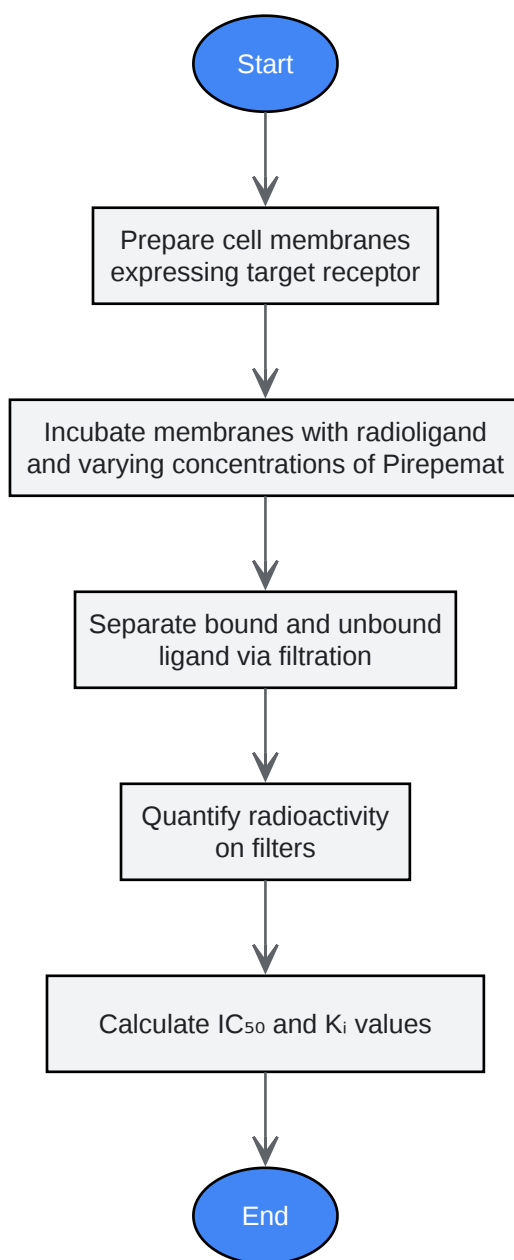 Start
Prepare cell membranes
expressing target receptor
Incubate membranes with radioligand
and varying concentrations of Pirepemat
Separate bound and unbound
ligand via filtration
Quantify radioactivity
on filters
Calculate IC₅₀ and Kᵢ values
End